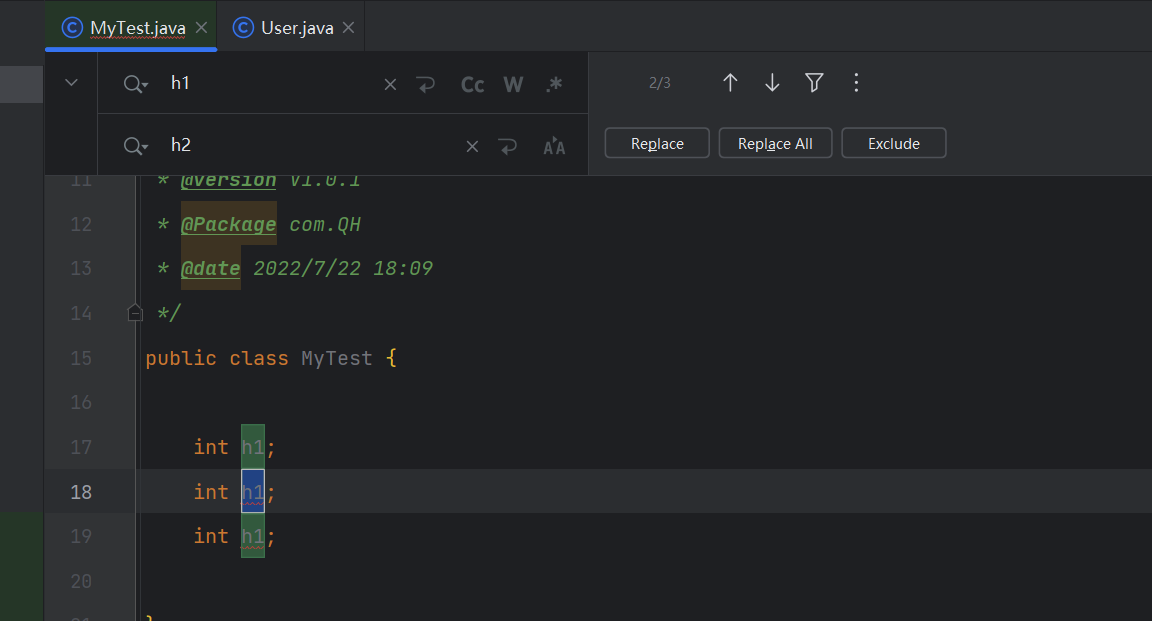 MyTest.java User.java
h1 Cc W .* 2/3
h2 Replace Replace All Exclude
11 * @version v1.0.1
12 * @Package com.QH
13 * @date 2022/7/22 18:09
14 */
15 public class MyTest {
16
17 int h1;
18 int h1;
19 int h1;
20
21 }